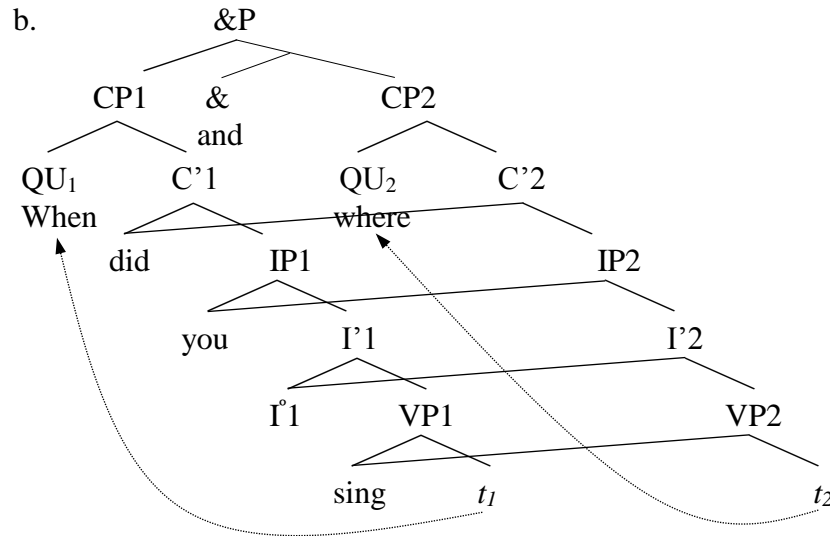 b. &P
CP1 & CP2
and
QU₁ C’1 QU₂ C’2
When where
did IP1 IP2
you I’1 I’2
I°1 VP1 VP2
sing t₁ t₂